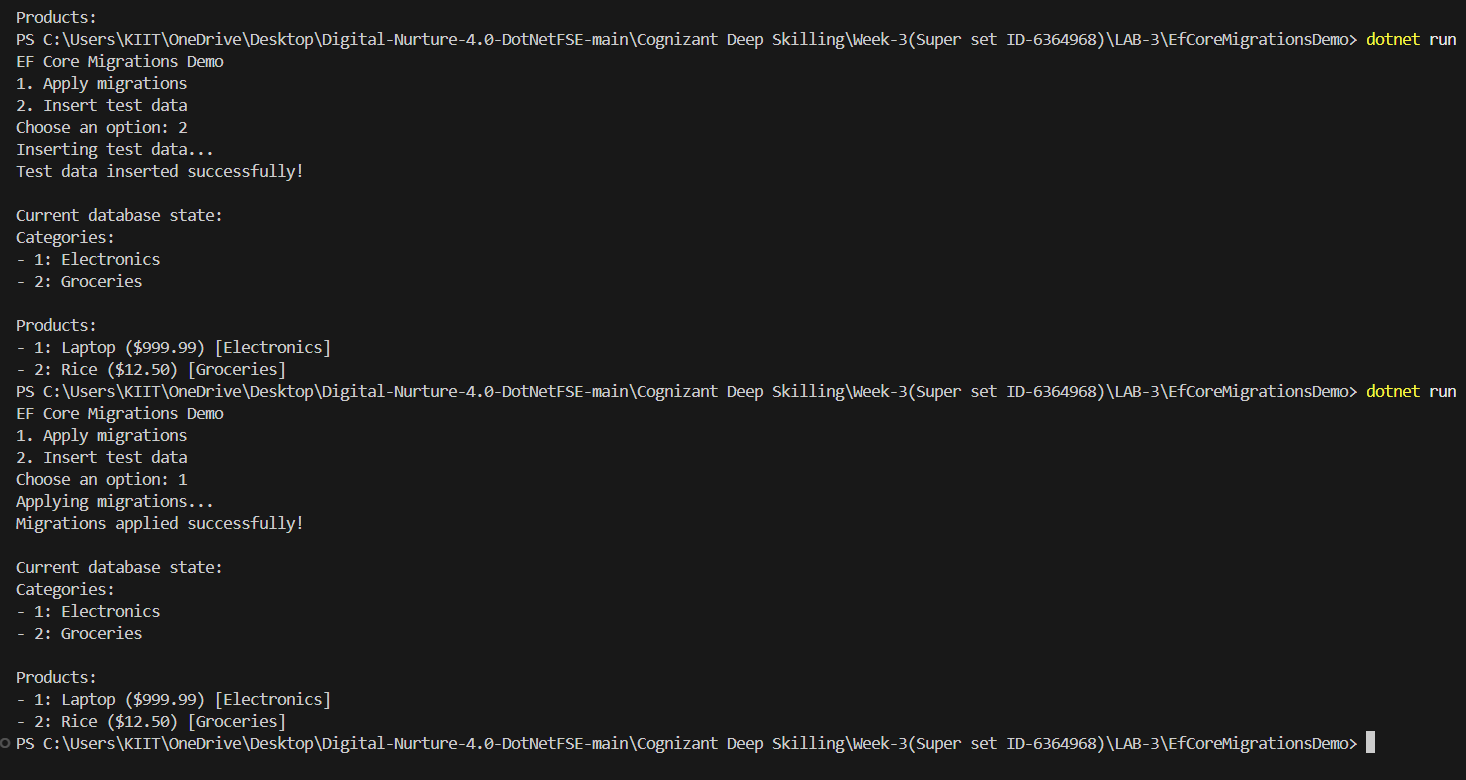 Products:
PS C:\Users\KIIT\OneDrive\Desktop\Digital-Nurture-4.0-DotNetFSE-main\Cognizant Deep Skilling\Week-3(Super set ID-6364968)\LAB-3\EfCoreMigrationsDemo> dotnet run
EF Core Migrations Demo
1. Apply migrations
2. Insert test data
Choose an option: 2
Inserting test data...
Test data inserted successfully!

Current database state:
Categories:
- 1: Electronics
- 2: Groceries

Products:
- 1: Laptop ($999.99) [Electronics]
- 2: Rice ($12.50) [Groceries]
PS C:\Users\KIIT\OneDrive\Desktop\Digital-Nurture-4.0-DotNetFSE-main\Cognizant Deep Skilling\Week-3(Super set ID-6364968)\LAB-3\EfCoreMigrationsDemo> dotnet run
EF Core Migrations Demo
1. Apply migrations
2. Insert test data
Choose an option: 1
Applying migrations...
Migrations applied successfully!

Current database state:
Categories:
- 1: Electronics
- 2: Groceries

Products:
- 1: Laptop ($999.99) [Electronics]
- 2: Rice ($12.50) [Groceries]
PS C:\Users\KIIT\OneDrive\Desktop\Digital-Nurture-4.0-DotNetFSE-main\Cognizant Deep Skilling\Week-3(Super set ID-6364968)\LAB-3\EfCoreMigrationsDemo>